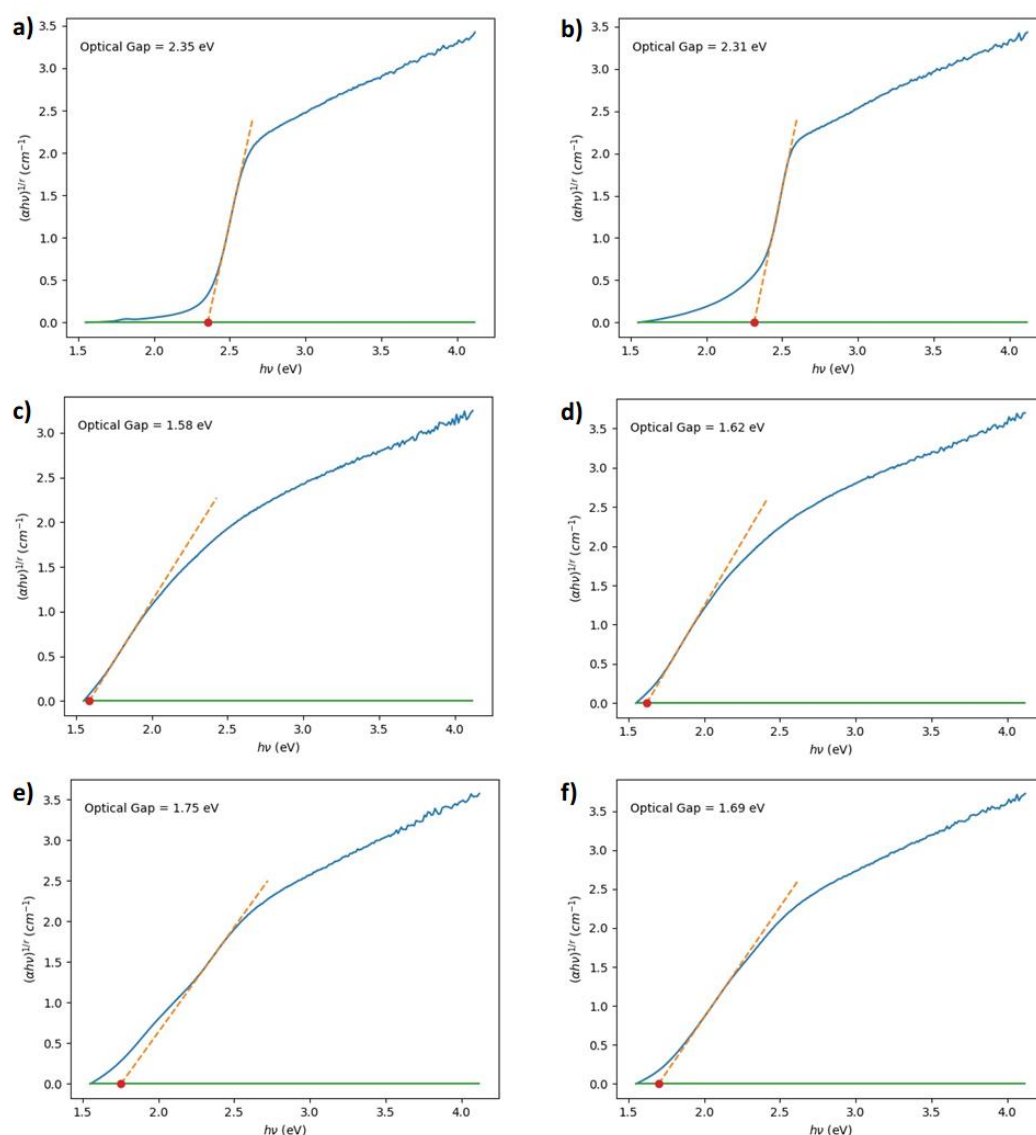 a)
Optical Gap = 2.35 eV
3.5
3.0
2.5
2.0
1.5
1.0
0.5
0.0
(αhν)^{1/r} (cm⁻¹)
2.0 2.5 3.0 3.5 4.0 1.5
hν (eV)
b)
Optical Gap = 2.31 eV
3.5
3.0
2.5
2.0
1.5
1.0
0.5
0.0
(αhν)^{1/r} (cm⁻¹)
1.5 2.0 2.5 3.0 3.5 4.0
hν (eV)
c)
Optical Gap = 1.58 eV
3.0
2.5
2.0
1.5
1.0
0.5
0.0
(αhν)^{1/r} (cm⁻¹)
1.5 2.0 2.5 3.0 3.5 4.0
hν (eV)
d)
Optical Gap = 1.62 eV
3.5
3.0
2.5
2.0
1.5
1.0
0.5
0.0
(αhν)^{1/r} (cm⁻¹)
1.5 2.0 2.5 3.0 3.5 4.0
hν (eV)
e)
Optical Gap = 1.75 eV
3.5
3.0
2.5
2.0
1.5
1.0
0.5
0.0
(αhν)^{1/r} (cm⁻¹)
1.5 2.0 2.5 3.0 3.5 4.0
hν (eV)
f)
Optical Gap = 1.69 eV
3.5
3.0
2.5
2.0
1.5
1.0
0.5
0.0
(αhν)^{1/r} (cm⁻¹)
1.5 2.0 2.5 3.0 3.5 4.0
hν (eV)